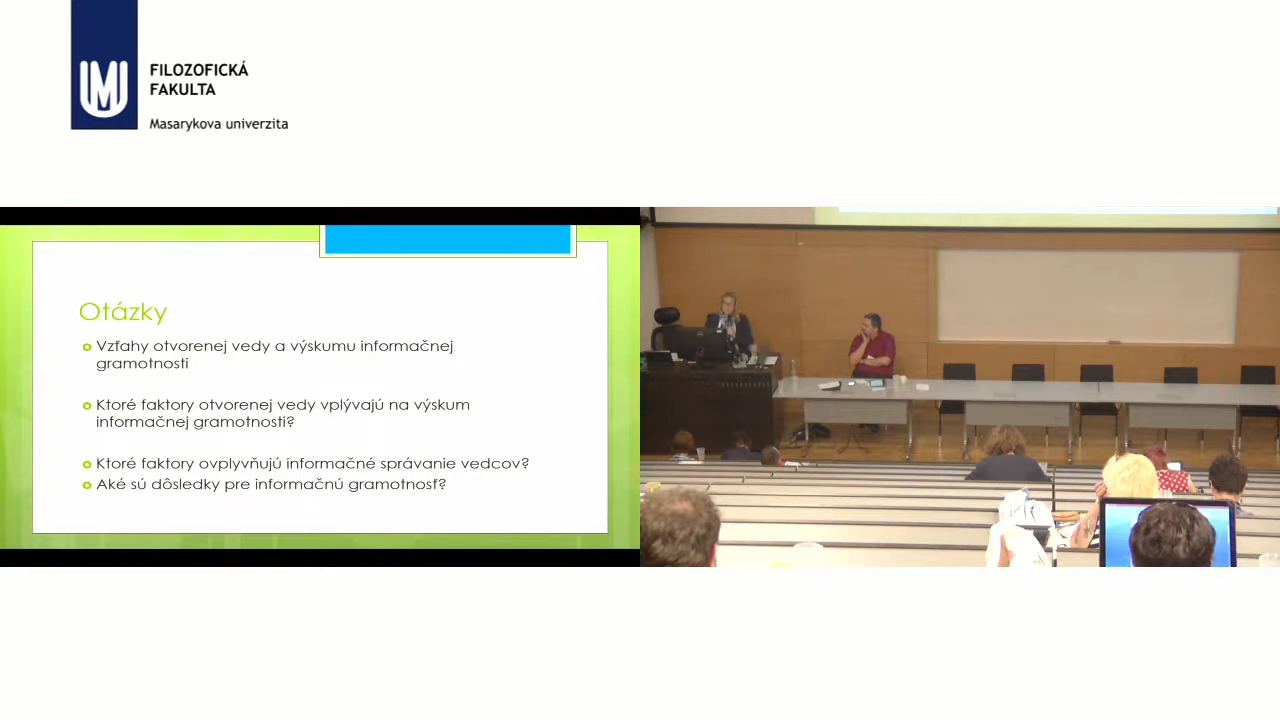 FILOZOFICKÁ
FAKULTA
Masarykova univerzita
Otázky
Vzťahy otvorenej vedy a výskumu informačnej
gramotnosti
Ktoré faktory otvorenej vedy vplývajú na výskum
informačnej gramotnosti?
Ktoré faktory ovplyvňujú informačné správanie vedcov?
Aké sú dôsledky pre informačnú gramotnosť?